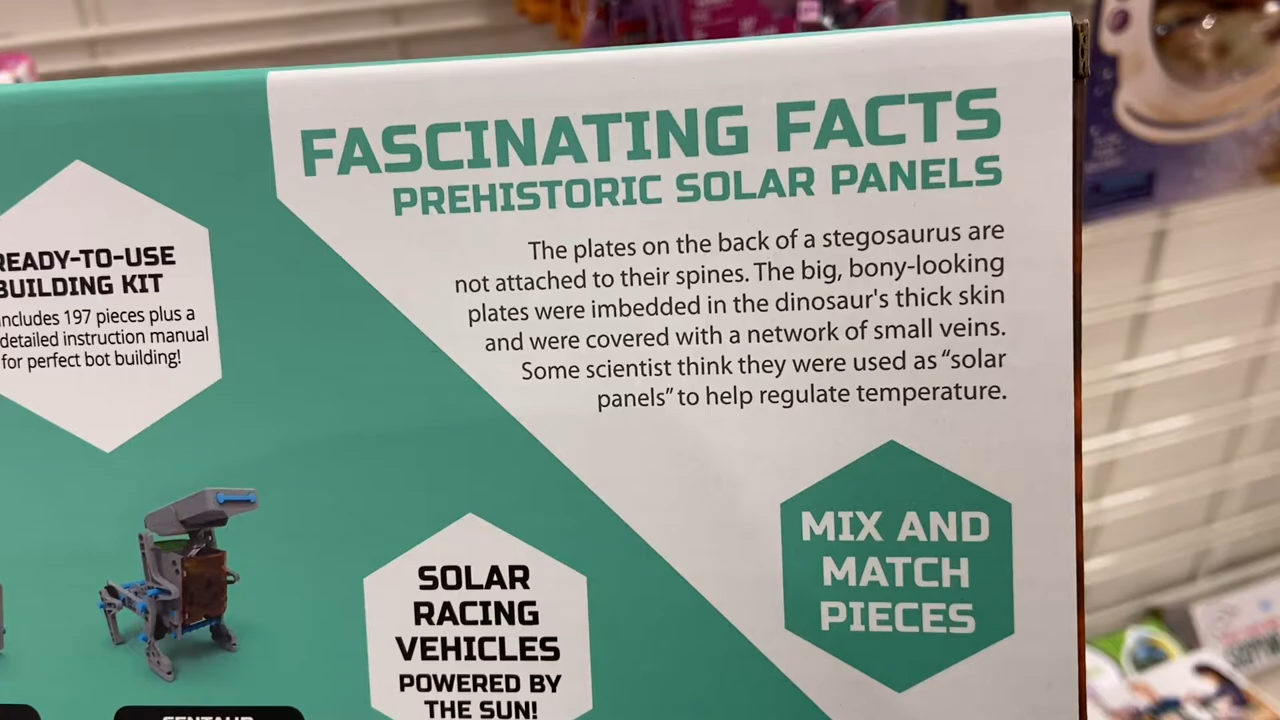 FASCINATING FACTS
PREHISTORIC SOLAR PANELS
The plates on the back of a stegosaurus are
not attached to their spines. The big, bony-looking
plates were imbedded in the dinosaur's thick skin
and were covered with a network of small veins.
Some scientist think they were used as “solar
panels” to help regulate temperature.
READY-TO-USE
BUILDING KIT
includes 197 pieces plus a
detailed instruction manual
for perfect bot building!
MIX AND
MATCH
PIECES
SOLAR
RACING
VEHICLES
POWERED BY
THE SUN!
CENTAUR